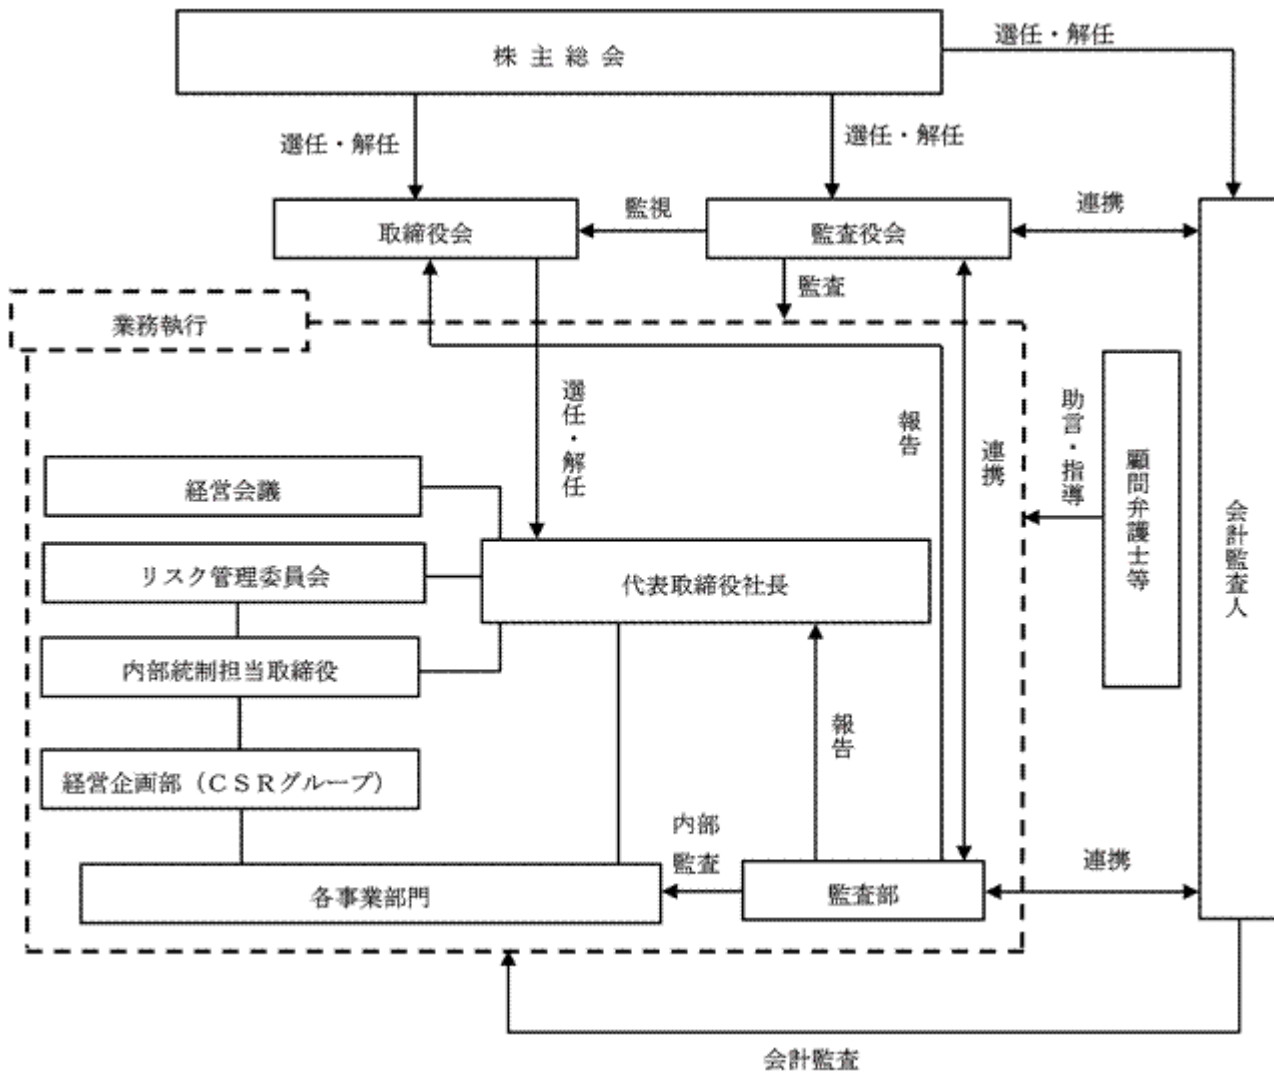 株主総会
選任・解任
選任・解任
選任・解任
取締役会
監視
監査役会
連携
監査
業務執行
選任・解任
報告
連携
助言・指導
顧問弁護士等
会計監査人
経営会議
リスク管理委員会
代表取締役社長
内部統制担当取締役
報告
経営企画部（ＣＳＲグループ）
内部
監査
各事業部門
監査部
連携
会計監査